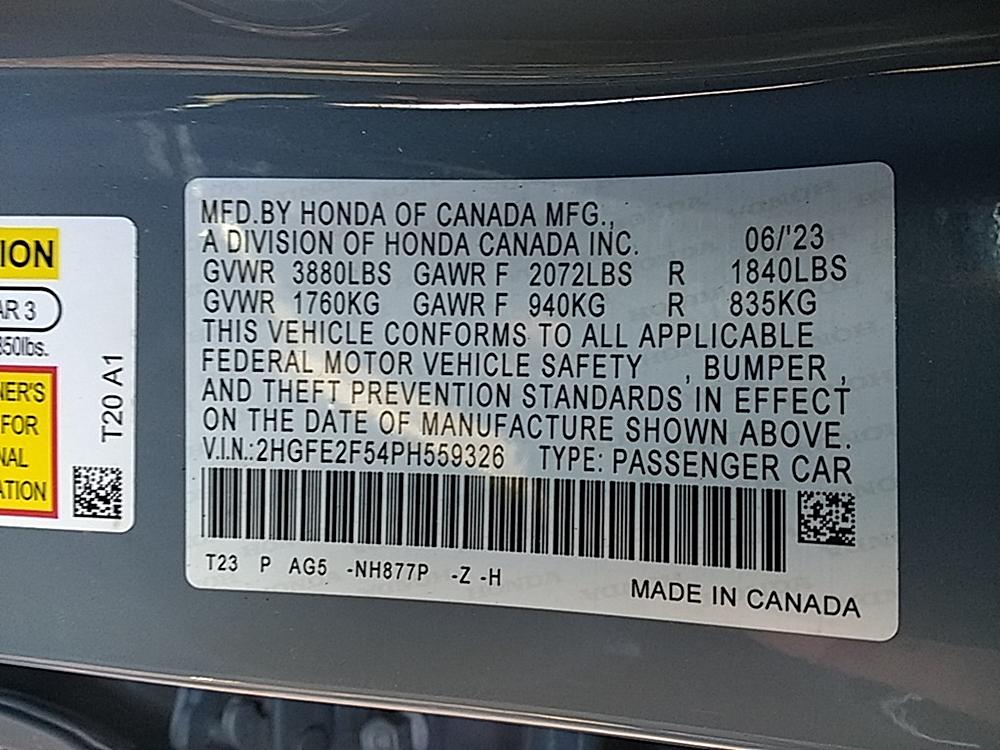 ION
AR 3
350lbs.
NER'S
FOR
NAL
ATION
T20 A1
MFD.BY HONDA OF CANADA MFG.,
A DIVISION OF HONDA CANADA INC. 06/'23
GVWR 3880LBS GAWR F 2072LBS R 1840LBS
GVWR 1760KG GAWR F 940KG R 835KG
THIS VEHICLE CONFORMS TO ALL APPLICABLE
FEDERAL MOTOR VEHICLE SAFETY , BUMPER ,
AND THEFT PREVENTION STANDARDS IN EFFECT
ON THE DATE OF MANUFACTURE SHOWN ABOVE.
V.I.N.:2HGFE2F54PH559326 TYPE: PASSENGER CAR
T23 P AG5 -NH877P -Z -H
MADE IN CANADA